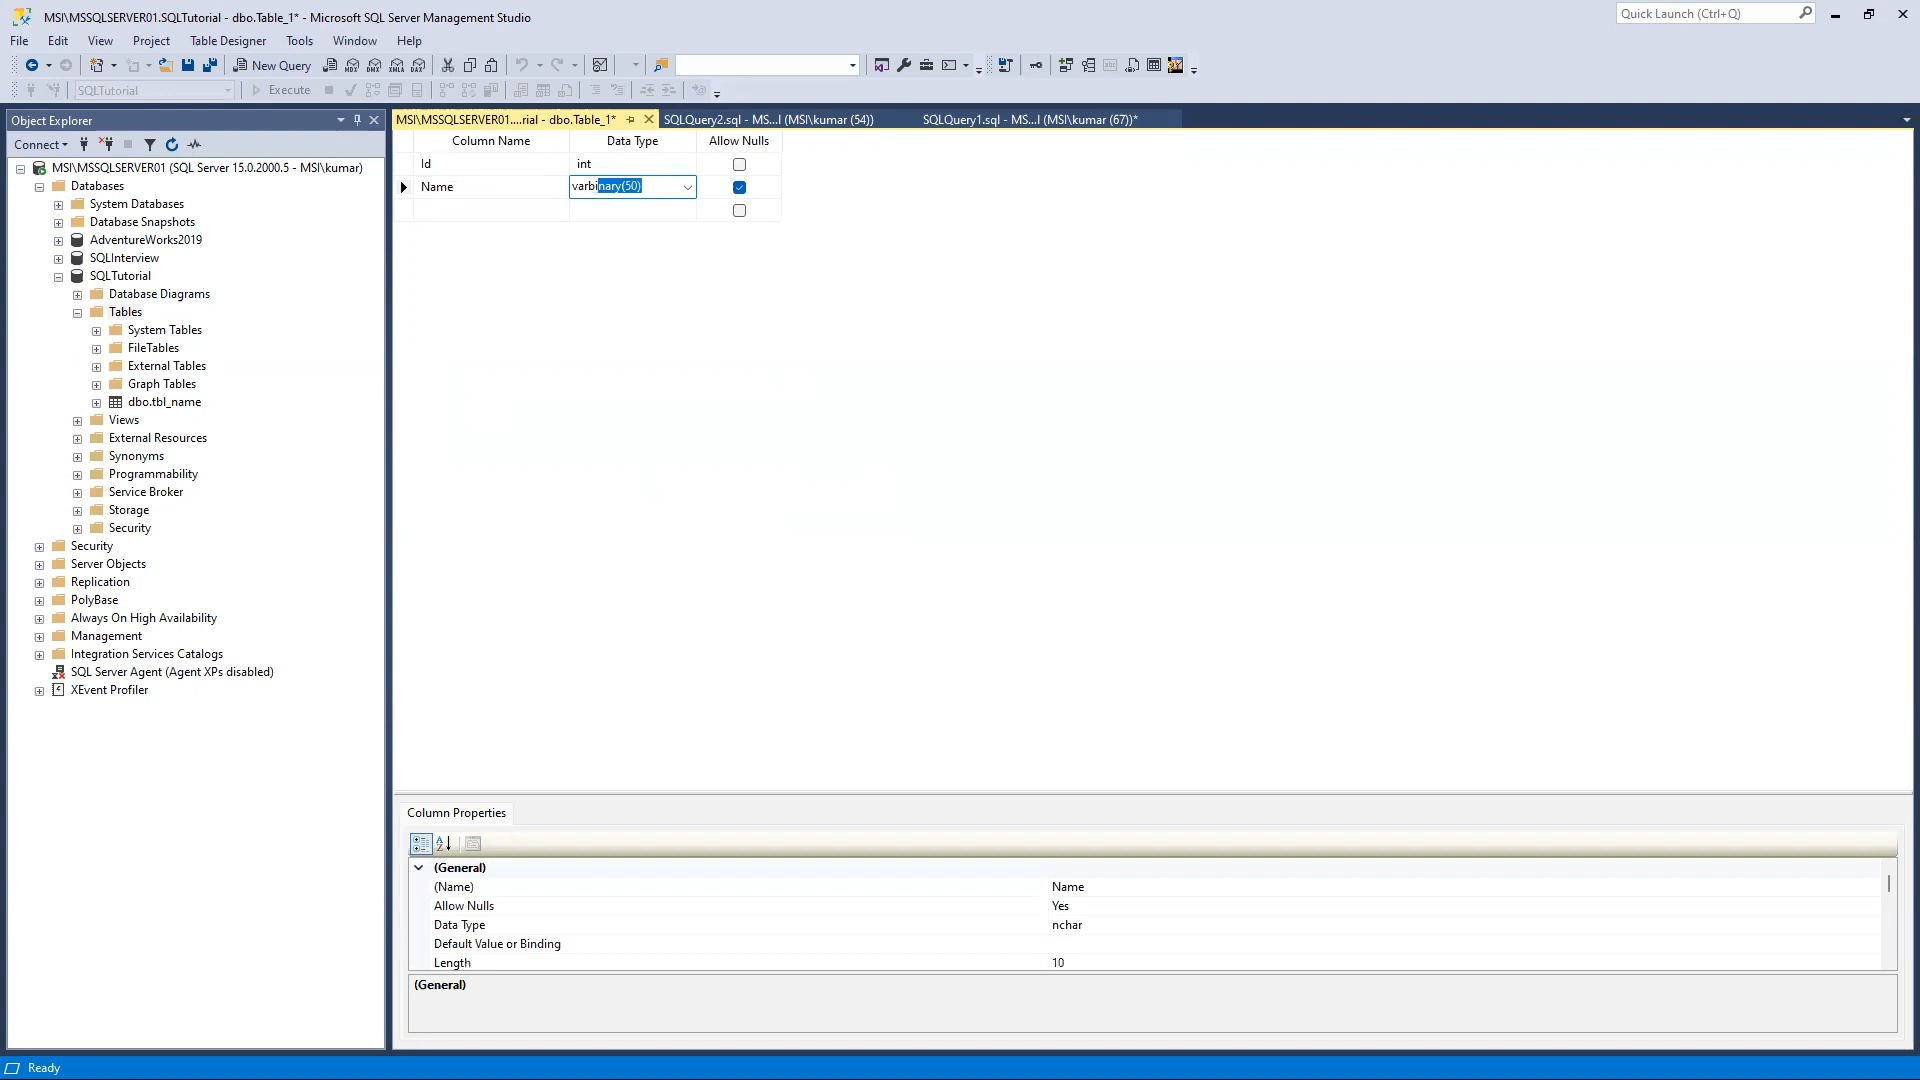 MSI\MSSQLSERVER01.SQLTutorial - dbo.Table_1* - Microsoft SQL Server Management Studio
Quick Launch (Ctrl+Q)
File Edit View Project Table Designer Tools Window Help
New Query
MDX DMX XMLA DAX
SQLTutorial
Execute
Object Explorer
MSI\MSSQLSERVER01....rial - dbo.Table_1*
SQLQuery2.sql - MS...l (MSI\kumar (54))
SQLQuery1.sql - MS...l (MSI\kumar (67))*
Connect
MSI\MSSQLSERVER01 (SQL Server 15.0.2000.5 - MSI\kumar)
Databases
System Databases
Database Snapshots
AdventureWorks2019
SQLInterview
SQLTutorial
Database Diagrams
Tables
System Tables
FileTables
External Tables
Graph Tables
dbo.tbl_name
Views
External Resources
Synonyms
Programmability
Service Broker
Storage
Security
Security
Server Objects
Replication
PolyBase
Always On High Availability
Management
Integration Services Catalogs
SQL Server Agent (Agent XPs disabled)
XEvent Profiler
Column Name Data Type Allow Nulls
Id int
Name varbinary(50)
Column Properties
(General)
(Name) Name
Allow Nulls Yes
Data Type nchar
Default Value or Binding
Length 10
(General)
Ready